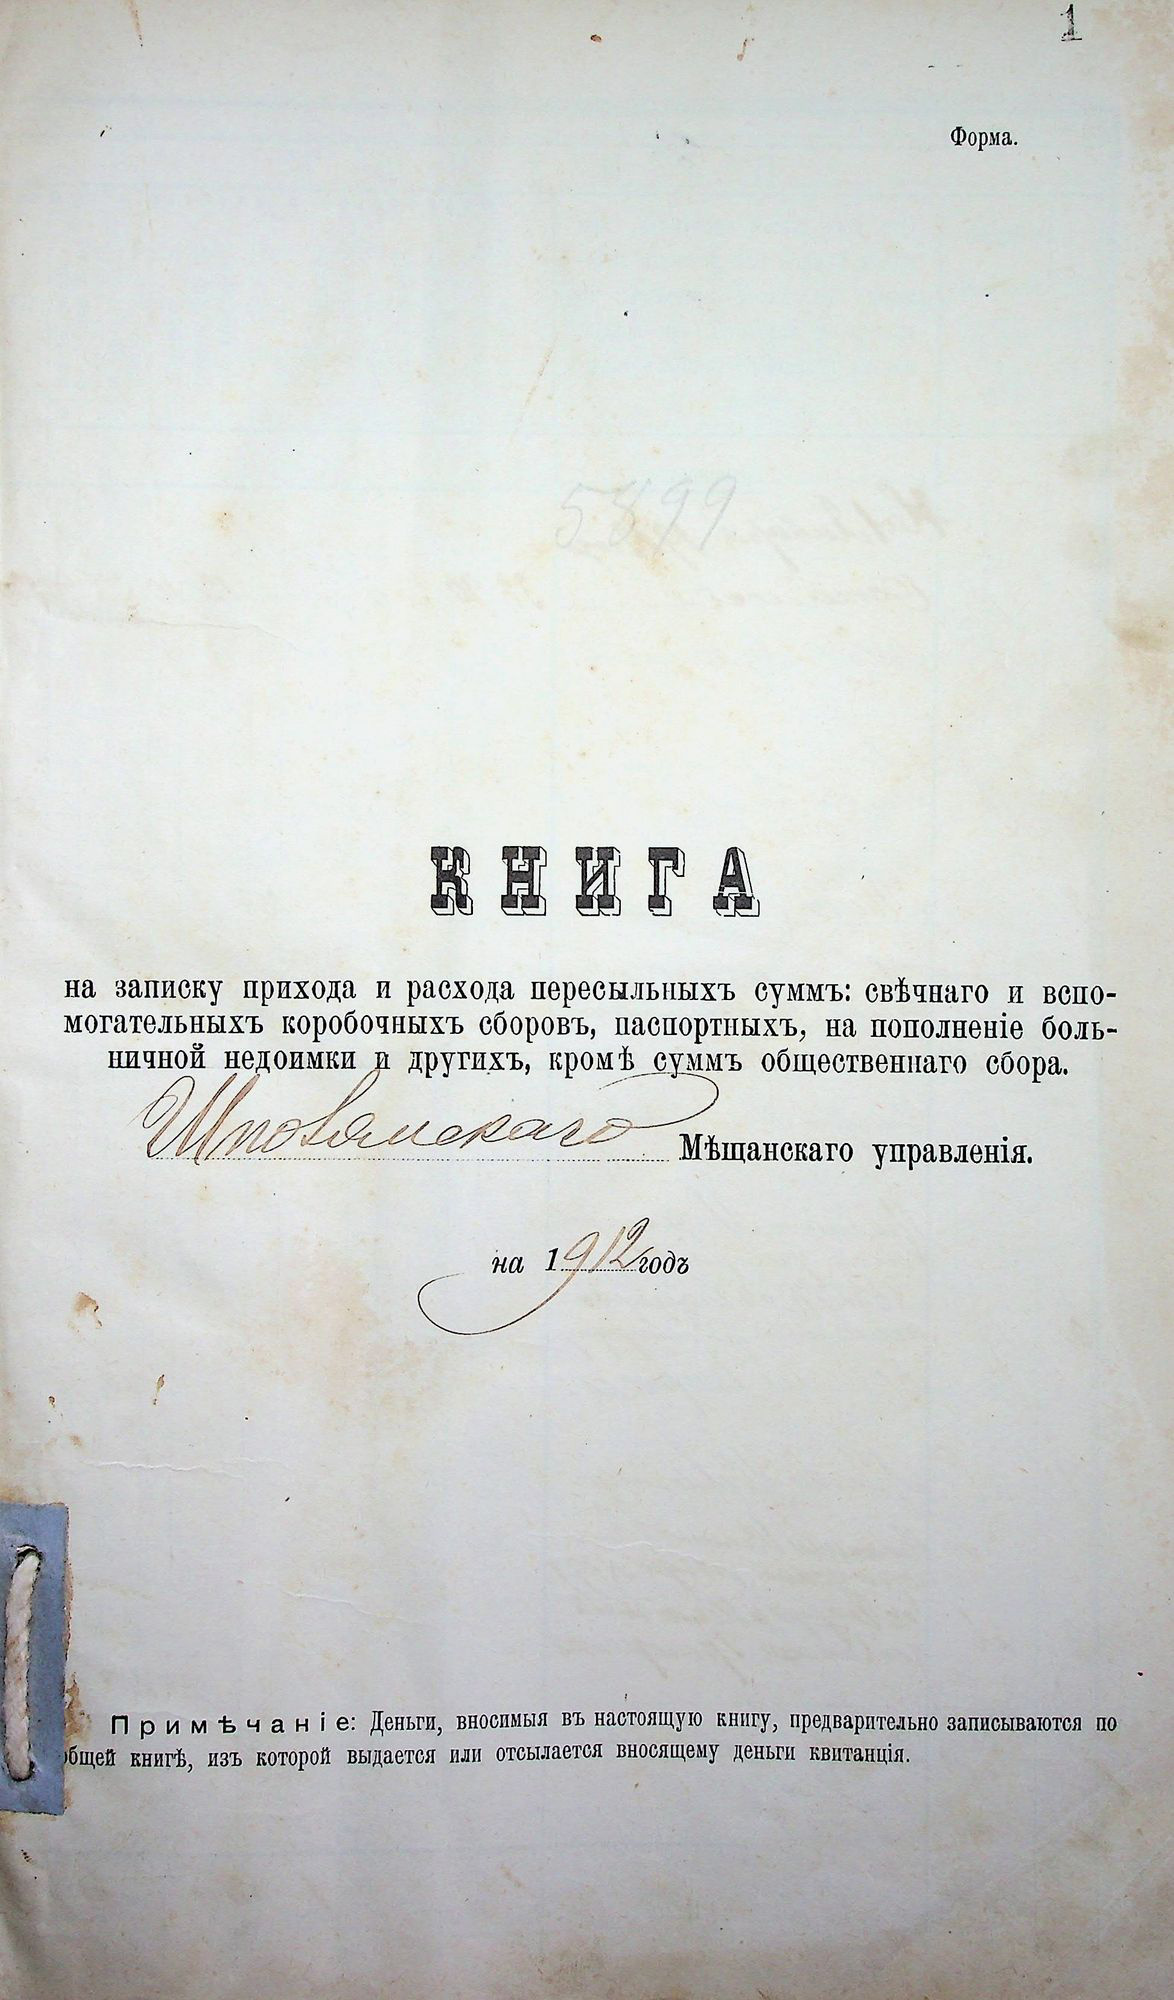 1
Форма.
5899
КНИГА
на записку прихода и расхода пересыльныхъ суммъ: свѣчнаго и вспо-
могательныхъ коробочныхъ сборовъ, паспортныхъ, на пополненіе боль-
ничной недоимки и другихъ, кромѣ суммъ общественнаго сбора.
Шполянскаго Мѣщанскаго управленія.
на 1912 годъ
Примѣчаніе: Деньги, вносимыя въ настоящую книгу, предварительно записываются по
общей книгѣ, изъ которой выдается или отсылается вносящему деньги квитанція.